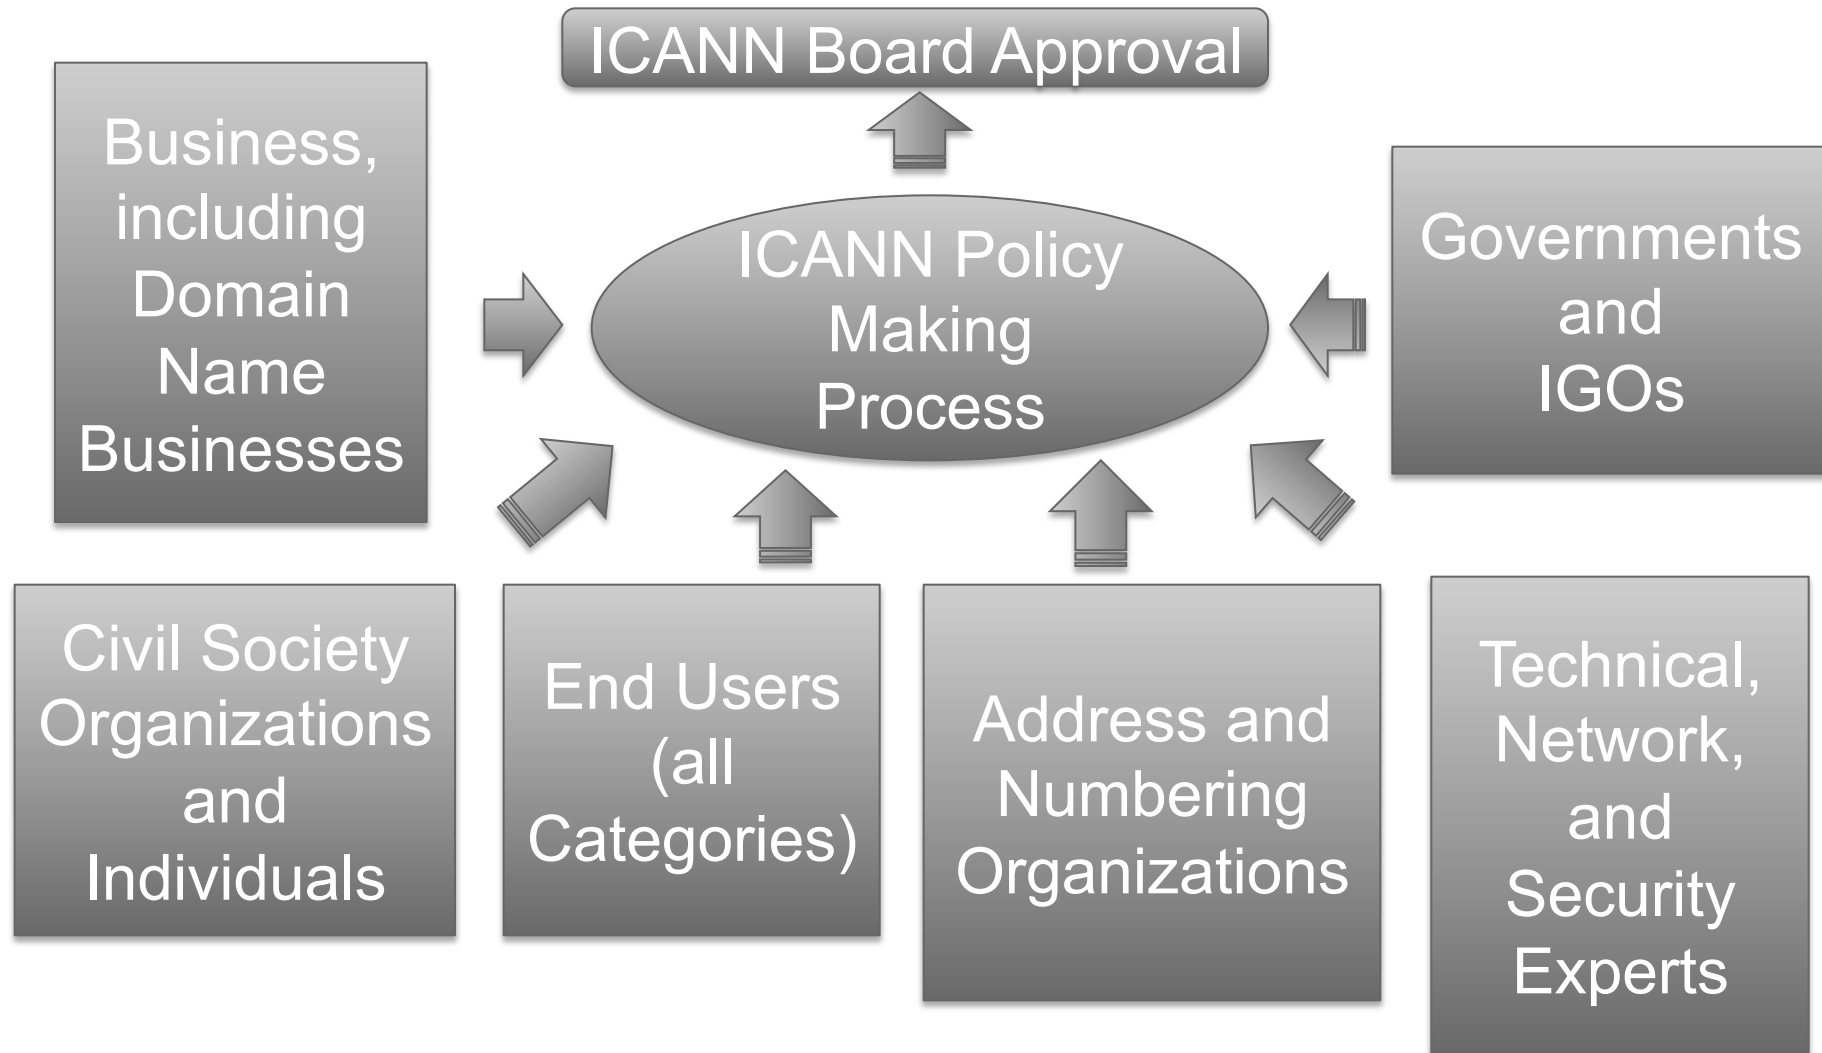 ICANN Board Approval
Business,
including
Domain
Name
Businesses
ICANN Policy
Making
Process
Governments
and
IGOs
Civil Society
Organizations
and
Individuals
End Users
(all
Categories)
Address and
Numbering
Organizations
Technical,
Network,
and
Security
Experts